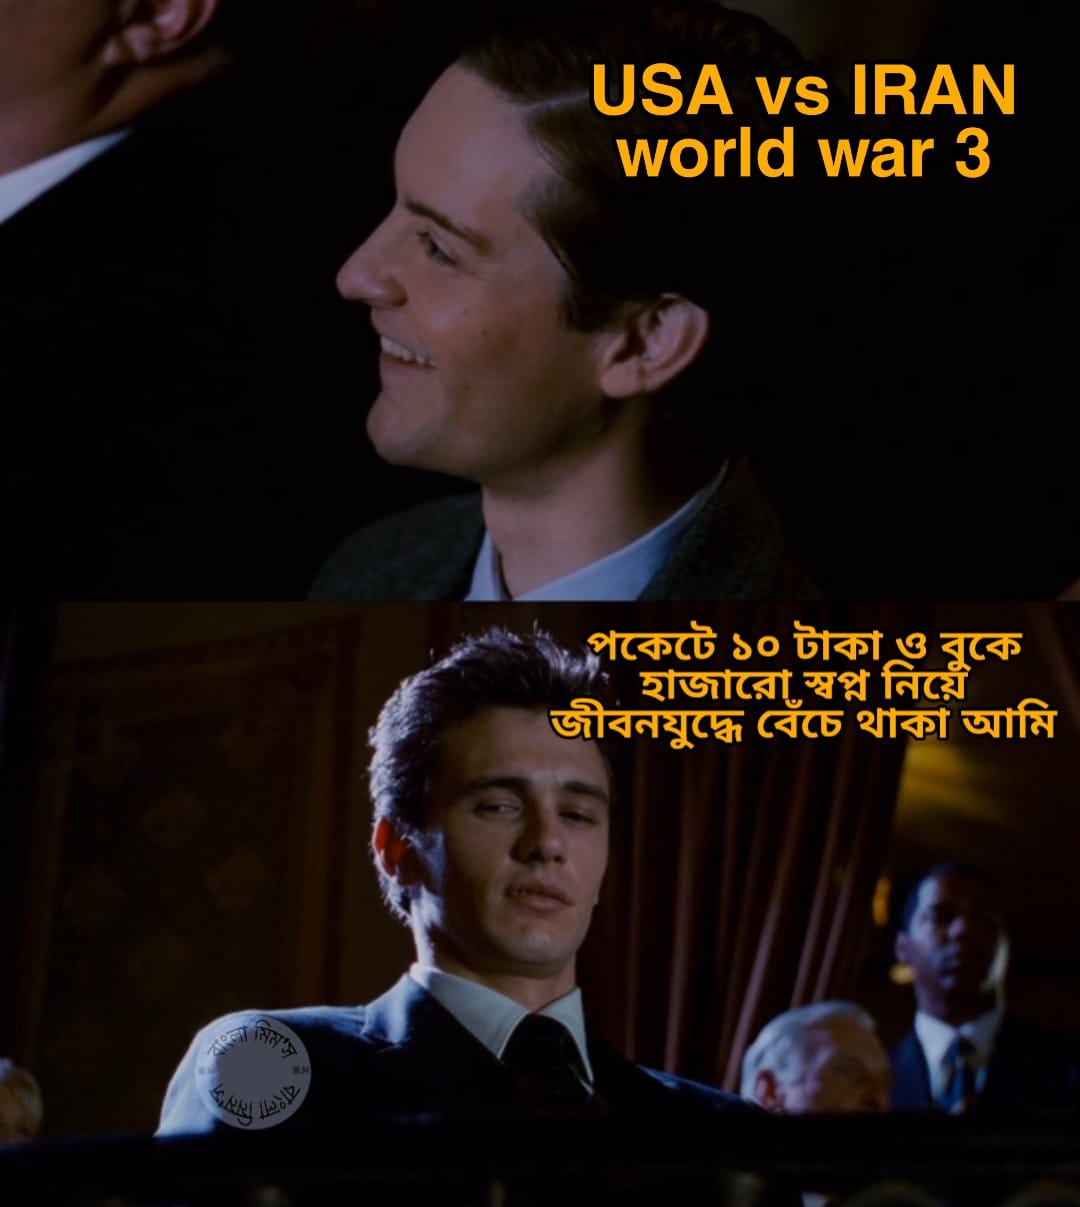 USA vs IRAN
world war 3
পকেটে ১০ টাকা ও বুকে
হাজারো স্বপ্ন নিয়ে
জীবনযুদ্ধে বেঁচে থাকা আমি
বাংলা মিম'স
B.M
B.M
বাংলা মিম'স